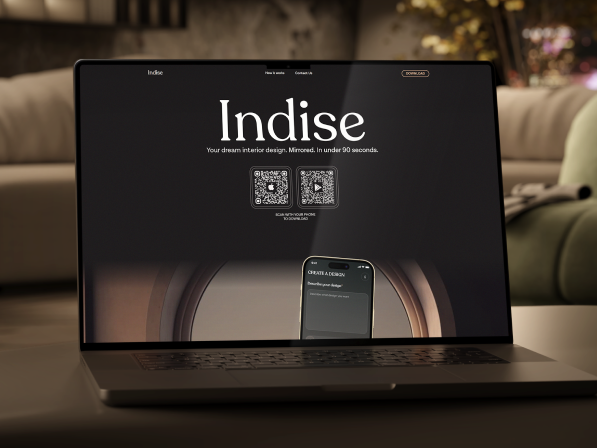 Indise
How it works
Contact Us
DOWNLOAD
Indise
Your dream interior design. Mirrored. In under 90 seconds.
SCAN WITH YOUR PHONE
TO DOWNLOAD
CREATE A DESIGN
Describe your design*